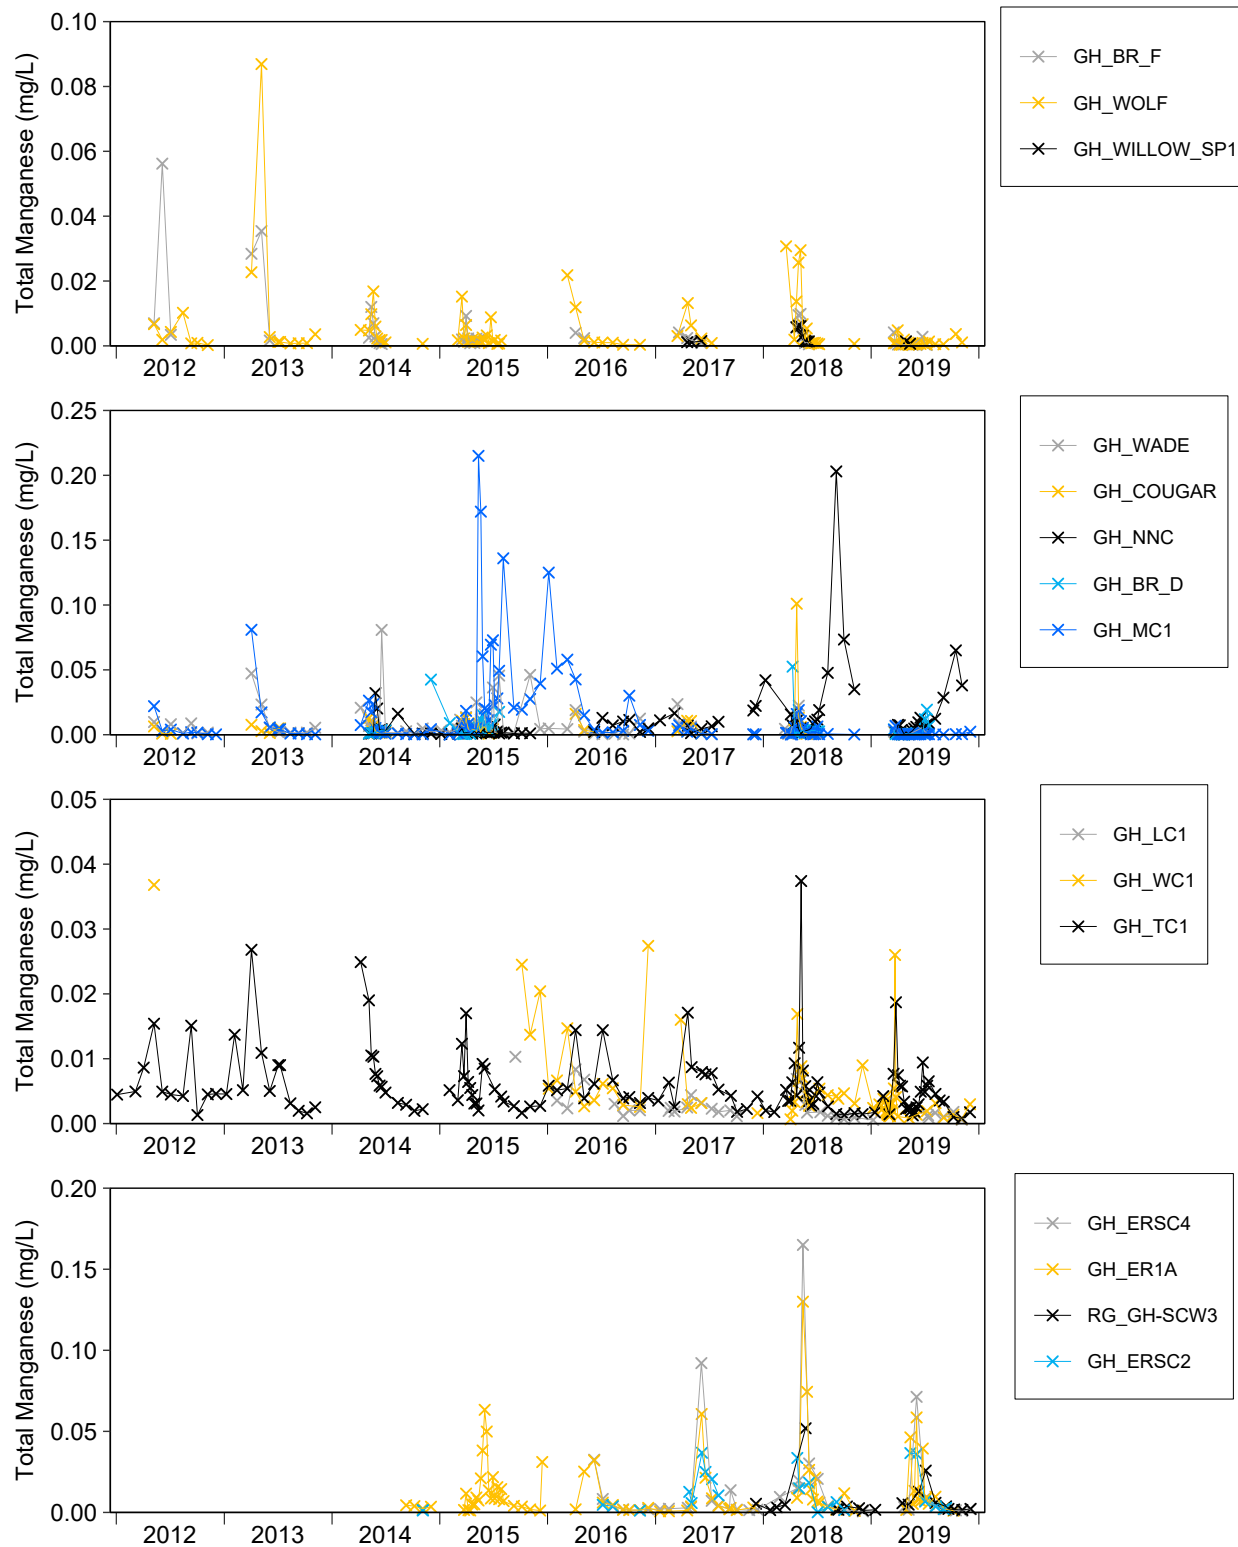 Total Manganese (mg/L)
0.10
0.08
0.06
0.04
0.02
0.00
2012 2013 2014 2015 2016 2017 2018 2019
GH_BR_F
GH_WOLF
GH_WILLOW_SP1
Total Manganese (mg/L)
0.25
0.20
0.15
0.10
0.05
0.00
2012 2013 2014 2015 2016 2017 2018 2019
GH_WADE
GH_COUGAR
GH_NNC
GH_BR_D
GH_MC1
Total Manganese (mg/L)
0.05
0.04
0.03
0.02
0.01
0.00
2012 2013 2014 2015 2016 2017 2018 2019
GH_LC1
GH_WC1
GH_TC1
Total Manganese (mg/L)
0.20
0.15
0.10
0.05
0.00
2012 2013 2014 2015 2016 2017 2018 2019
GH_ERSC4
GH_ER1A
RG_GH-SCW3
GH_ERSC2